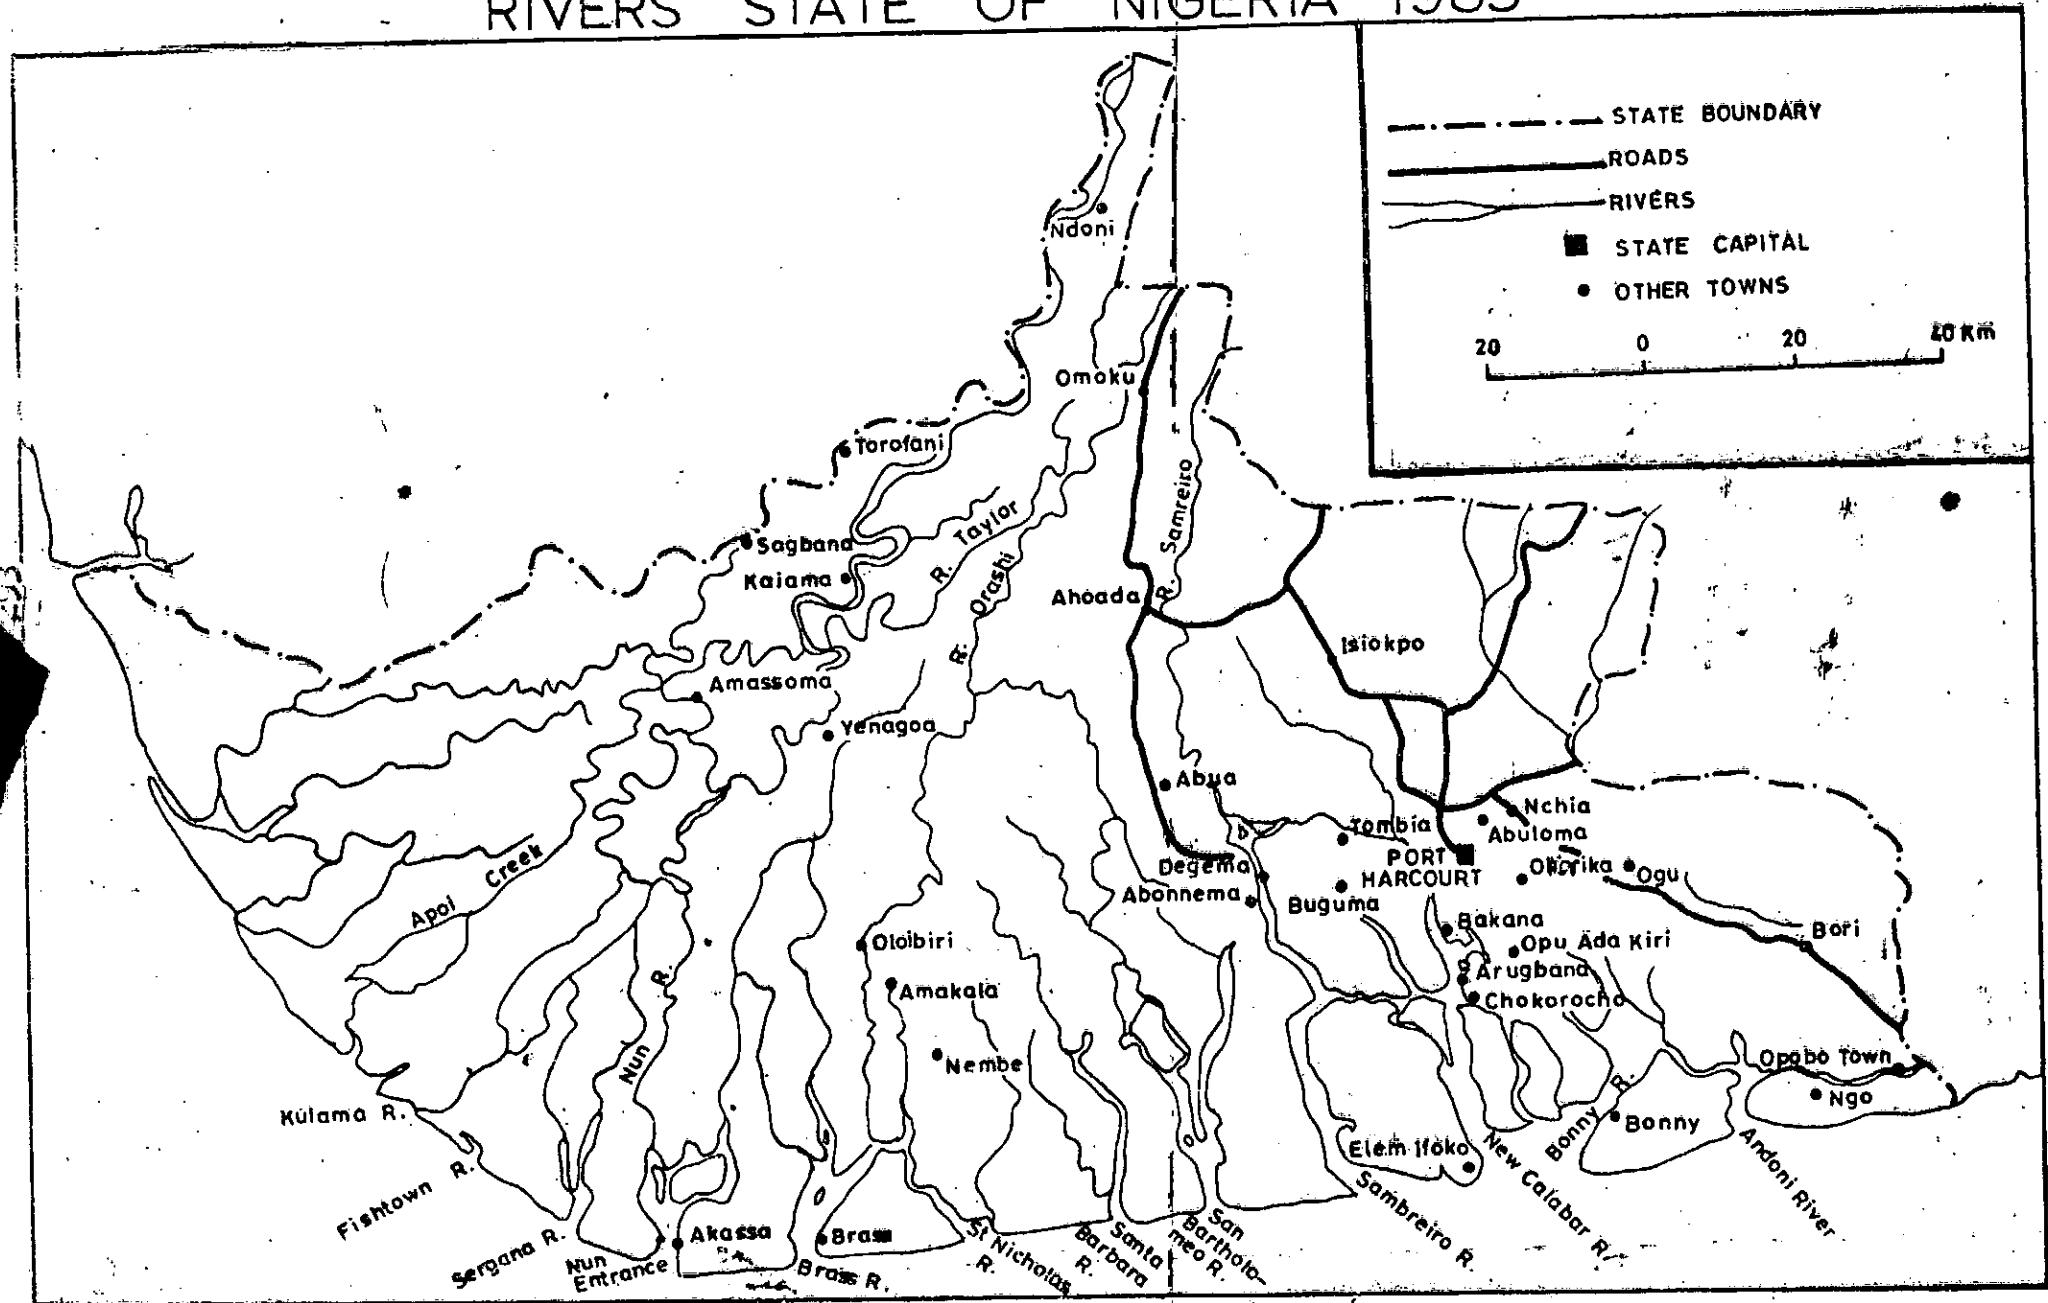 RIVERS STATE OF NIGERIA 1985
STATE BOUNDARY
ROADS
RIVERS
STATE CAPITAL
OTHER TOWNS
20 0 20 40 Km
Ndoni
Omoku
Torofani
Samreiro
R.
Sagbana
Taylor
R.
Kaiama
Orashi
R.
Ahoada
Isiokpo
Amassoma
Yenagoa
Abua
Nchia
Tombia
Abuloma
PORT
HARCOURT
Degema
Abonnema
Buguma
Ogu
Apoi Creek
Bakana
Bori
Oloibiri
Opu Ada Kiri
Arugbana
Amakala
Chokorocho
Nun R.
Nembe
Opobo Town
Ngo
Kulama R.
Bonny R.
Bonny
Elem Ifoko
Fishtown R.
Sergana R.
Nun
Entrance
Akassa
Brass
Brass R.
St Nicholas
R.
Barbara
R.
Santa
Barbara
San
Bartholo-
meo R.
Sambreiro R.
New Calabar R.
Andoni River